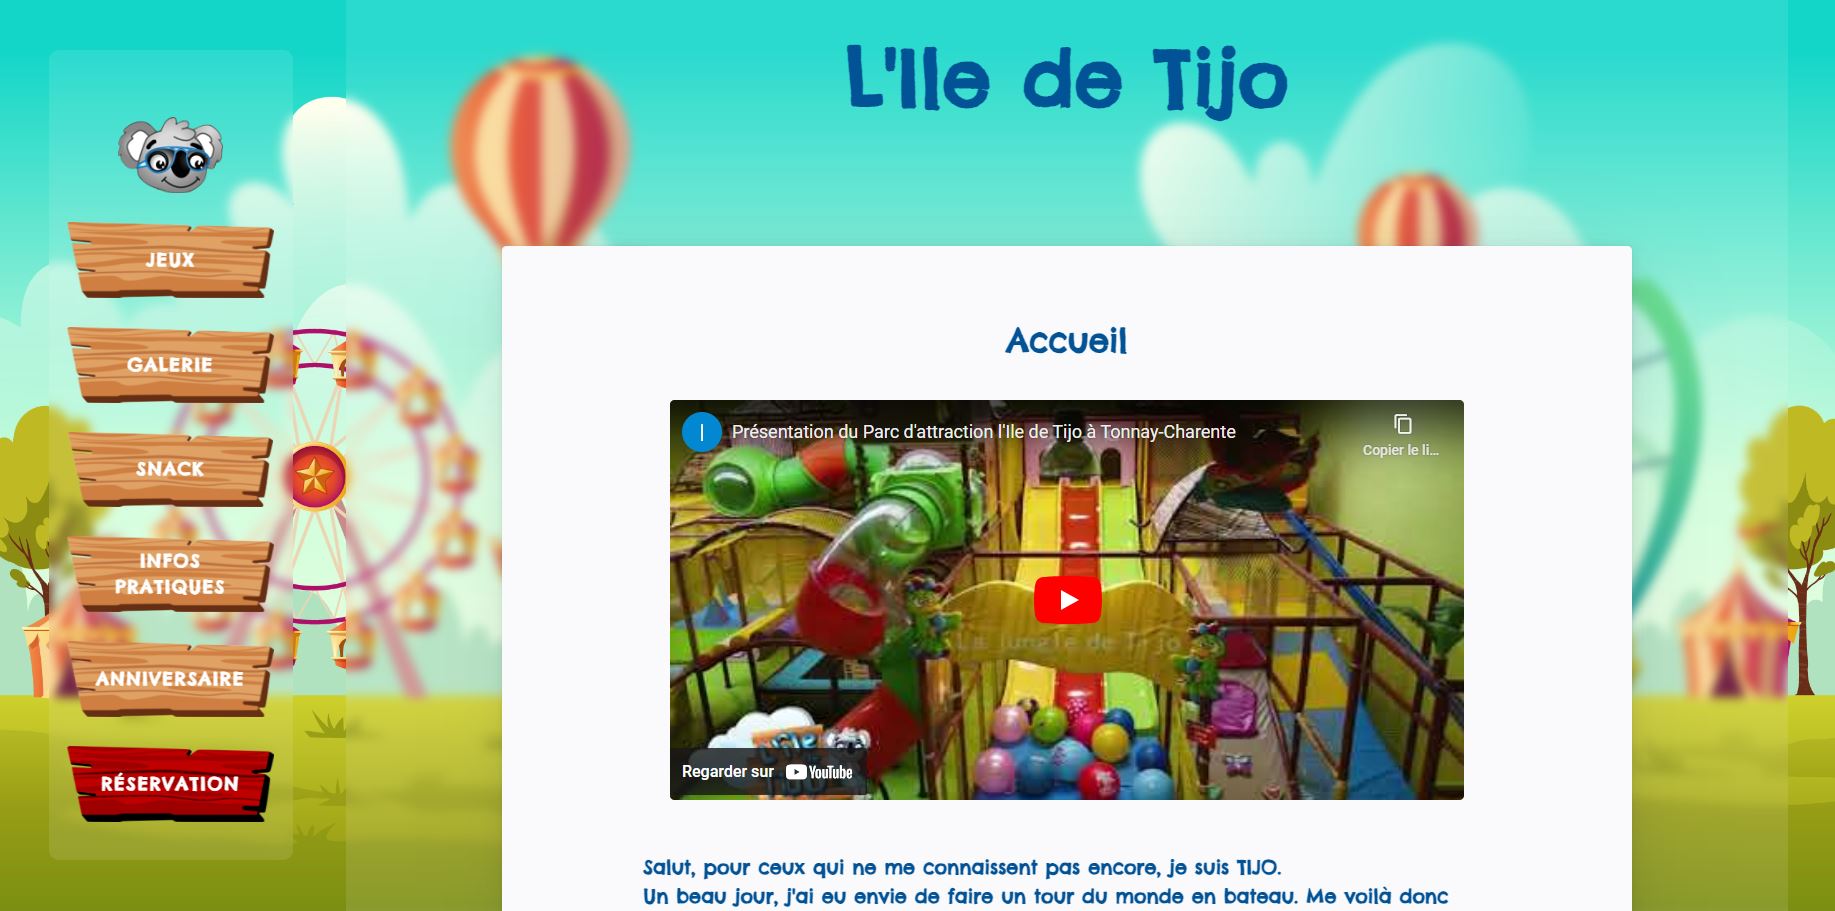 L'Ile de Tijo
JEUX
GALERIE
SNACK
INFOS
PRATIQUES
ANNIVERSAIRE
RÉSERVATION
Accueil
I
Présentation du Parc d'attraction l'Ile de Tijo à Tonnay-Charente
Copier le li...
La Jungle de Tijo
Regarder sur YouTube
Salut, pour ceux qui ne me connaissent pas encore, je suis TIJO.
Un beau jour, j'ai eu envie de faire un tour du monde en bateau. Me voilà donc